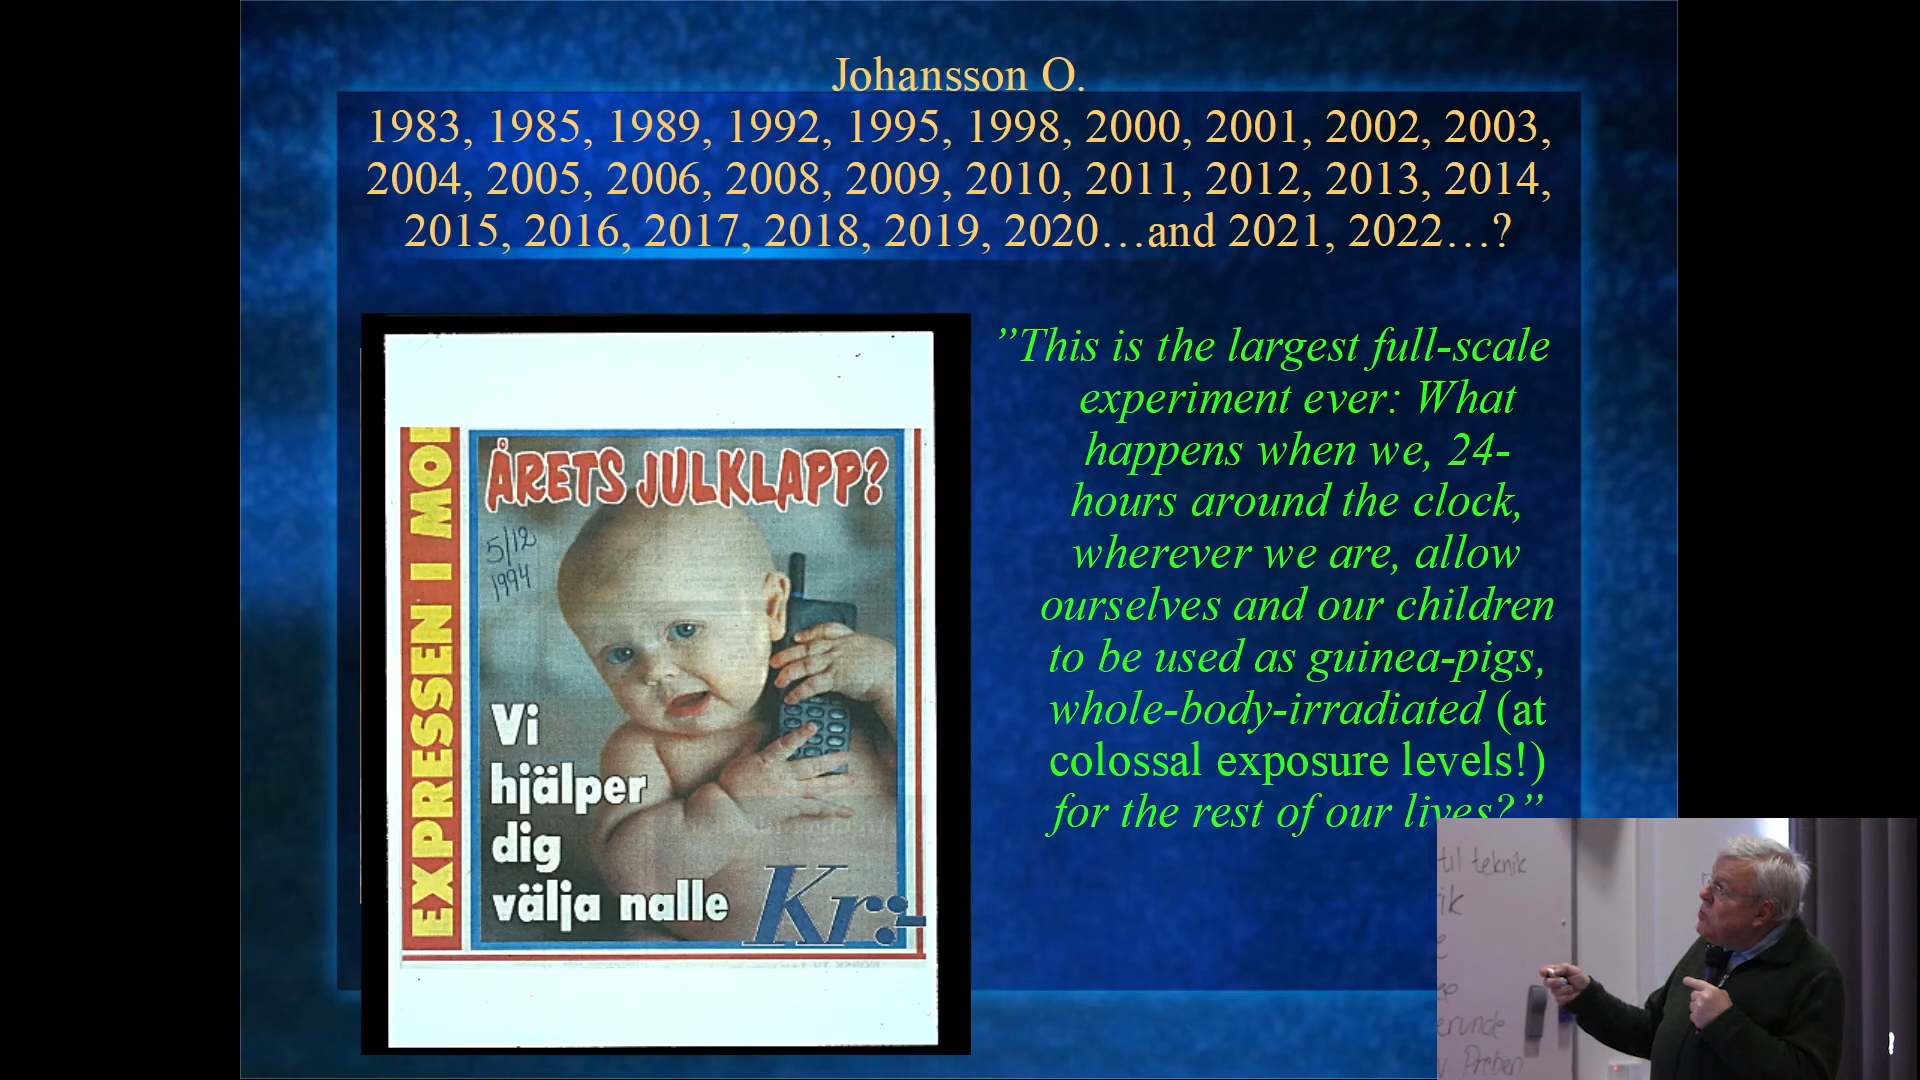 Johansson O.
1983, 1985, 1989, 1992, 1995, 1998, 2000, 2001, 2002, 2003,
2004, 2005, 2006, 2008, 2009, 2010, 2011, 2012, 2013, 2014,
2015, 2016, 2017, 2018, 2019, 2020…and 2021, 2022…?
EXPRESSEN I MO
ÅRETS JULKLAPP?
5/12
1994
Vi
hjälper
dig
välja nalle
Kr:-
”This is the largest full-scale
experiment ever: What
happens when we, 24-
hours around the clock,
wherever we are, allow
ourselves and our children
to be used as guinea-pigs,
whole-body-irradiated (at
colossal exposure levels!)
for the rest of our lives?”
til teknik
ik
erunde
Preben